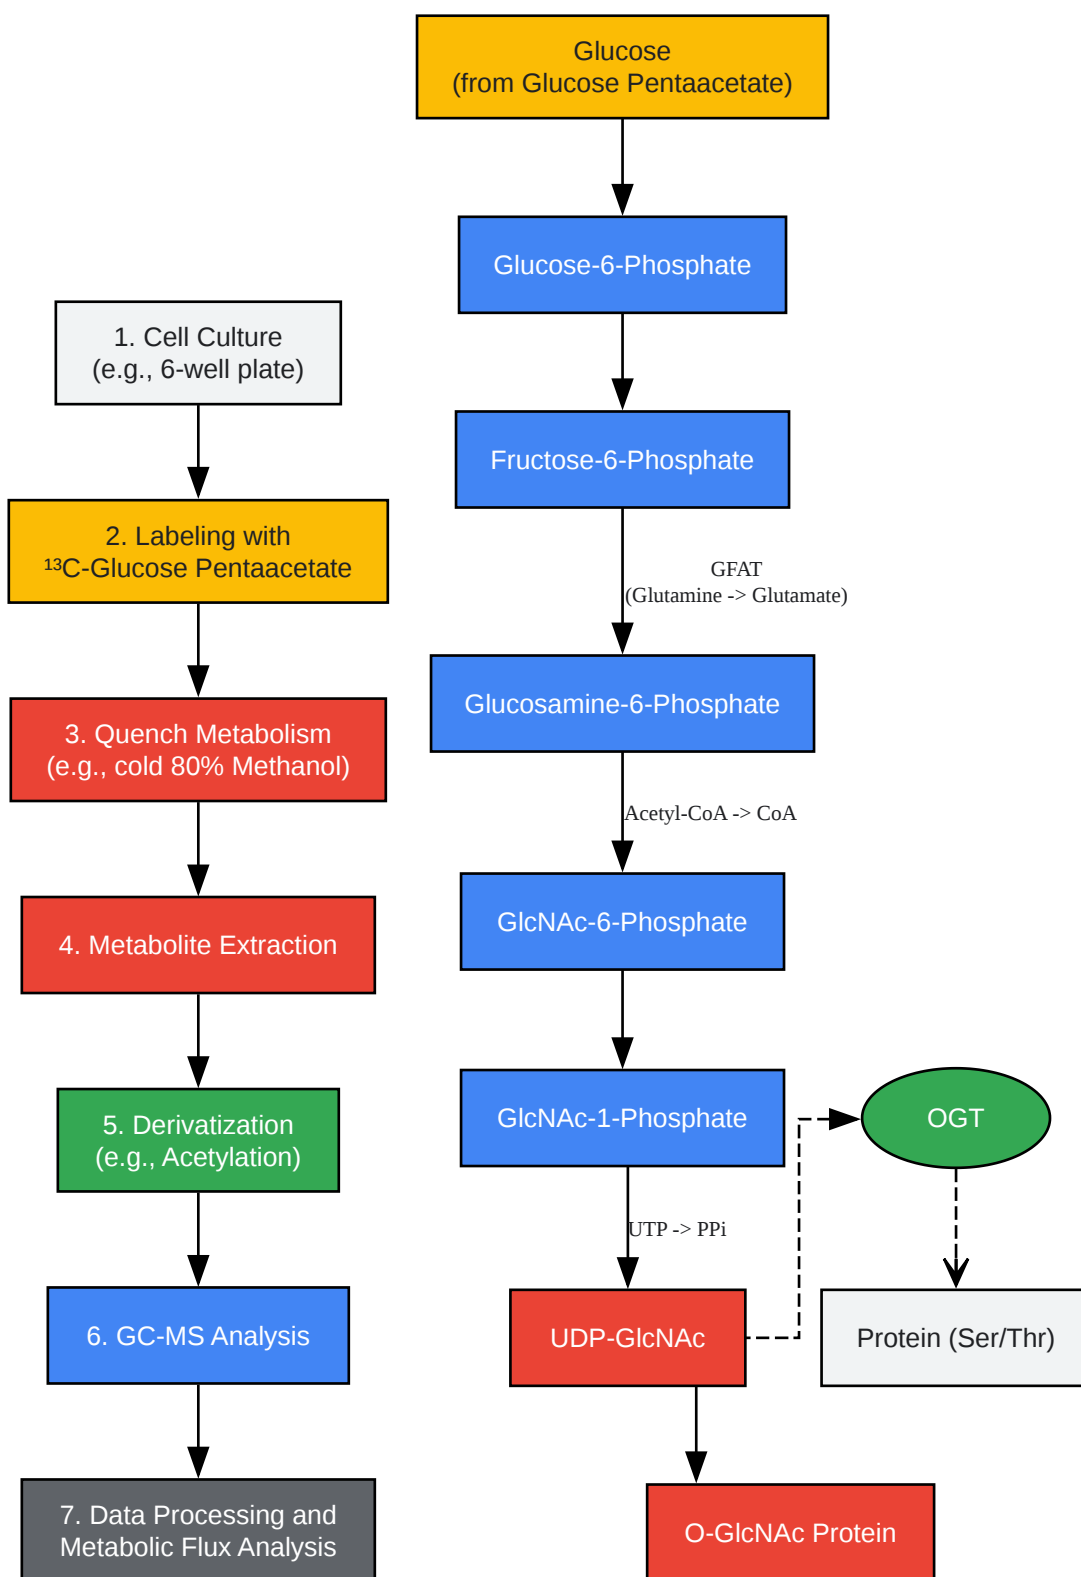 Glucose
(from Glucose Pentaacetate)
Glucose-6-Phosphate
1. Cell Culture
(e.g., 6-well plate)
Fructose-6-Phosphate
2. Labeling with
¹³C-Glucose Pentaacetate
GFAT
(Glutamine -> Glutamate)
Glucosamine-6-Phosphate
3. Quench Metabolism
(e.g., cold 80% Methanol)
Acetyl-CoA -> CoA
GlcNAc-6-Phosphate
4. Metabolite Extraction
GlcNAc-1-Phosphate
OGT
5. Derivatization
(e.g., Acetylation)
UTP -> PPi
6. GC-MS Analysis
UDP-GlcNAc
Protein (Ser/Thr)
7. Data Processing and
Metabolic Flux Analysis
O-GlcNAc Protein